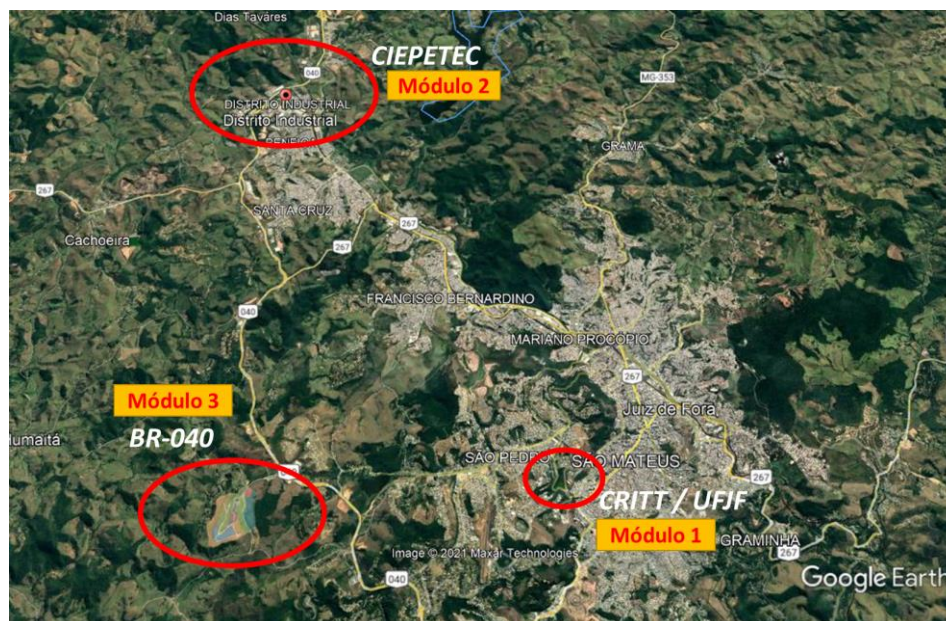 Dias Tavares
CIEPETEC
040
Módulo 2
MG-353
DISTRITO INDUSTRIAL
Distrito Industrial
BENFICA
GRAMA
267
SANTA CRUZ
267
Cachoeira
267
FRANCISCO BERNARDINO
040
MARIANO PROCÓPIO
267
Módulo 3
Juiz de Fora
BR-040
Humaitá
SÃO PEDRO
SÃO MATEUS
267
CRITT / UFJF
Módulo 1
GRAMINHA
267
Image © 2021 Maxar Technologies
040
Google Earth